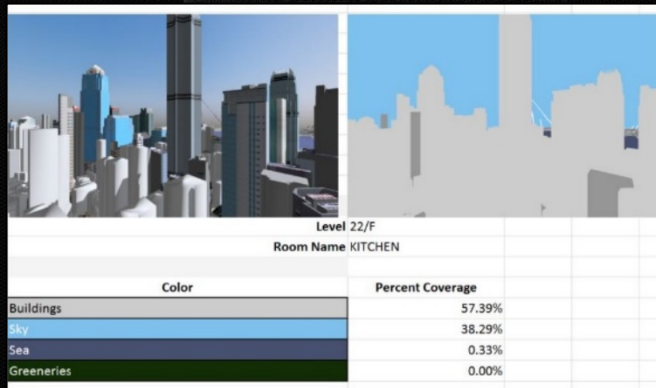 Level 22/F
Room Name KITCHEN
Color Percent Coverage
Buildings 57.39%
Sky 38.29%
Sea 0.33%
Greeneries 0.00%